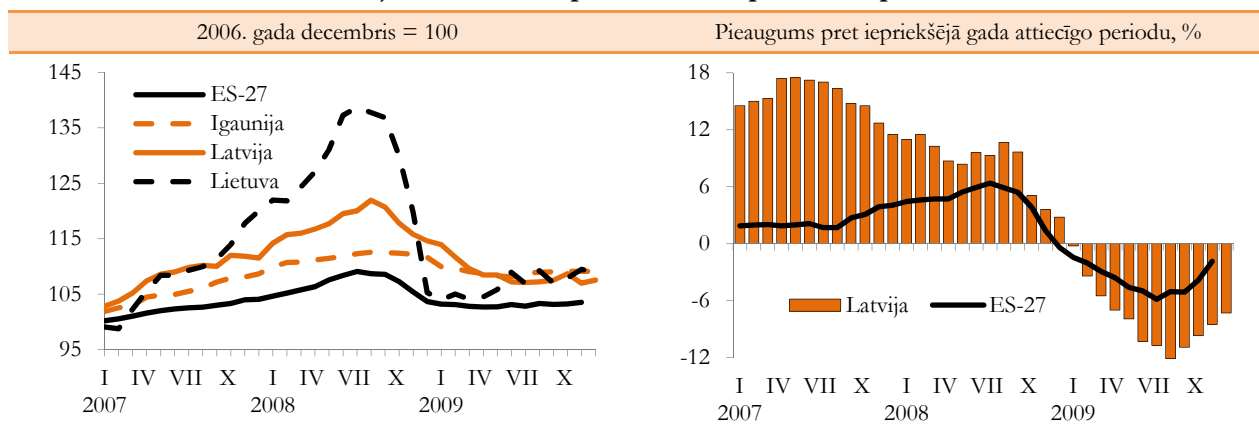 2006. gada decembris = 100
Pieaugums pret iepriekšējā gada attiecīgo periodu, %
145
135
125
115
105
95
ES-27
Igaunija
Latvija
Lietuva
I IV VII X I IV VII X I IV VII X
2007 2008 2009
18
12
6
0
-6
-12
Latvija ES-27
I IV VII X I IV VII X I IV VII X
2007 2008 2009